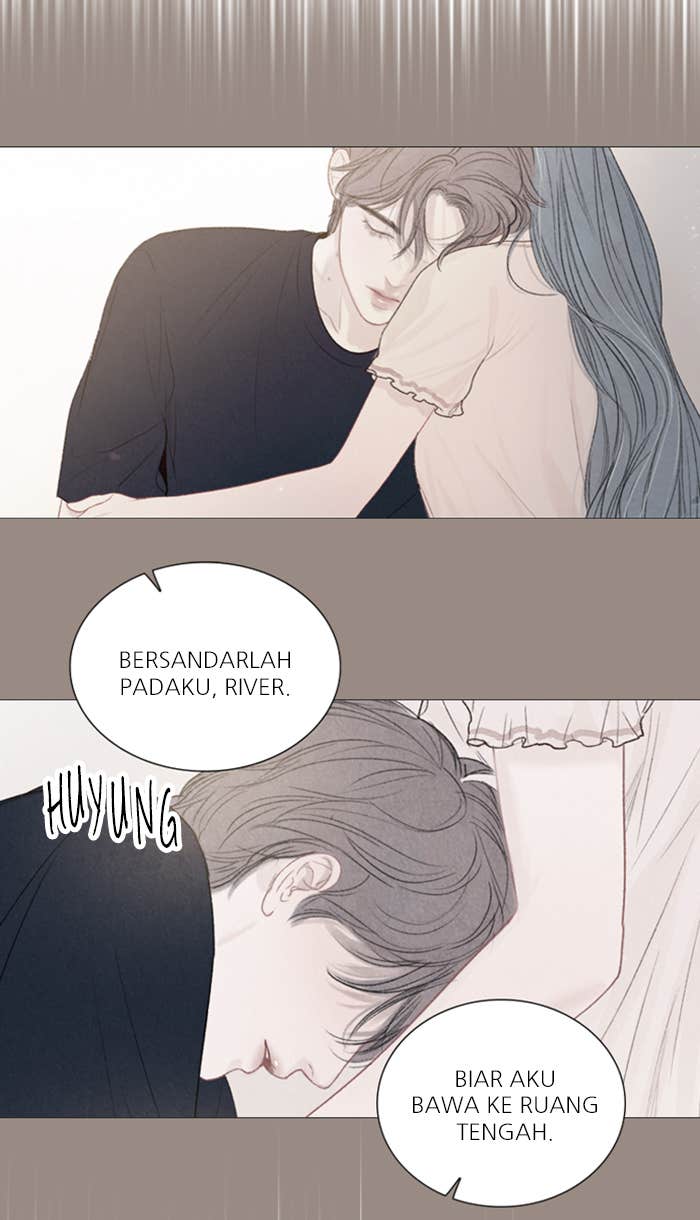 BERSANDARLAH
PADAKU, RIVER.
HUYUNG
BIAR AKU
BAWA KE RUANG
TENGAH.